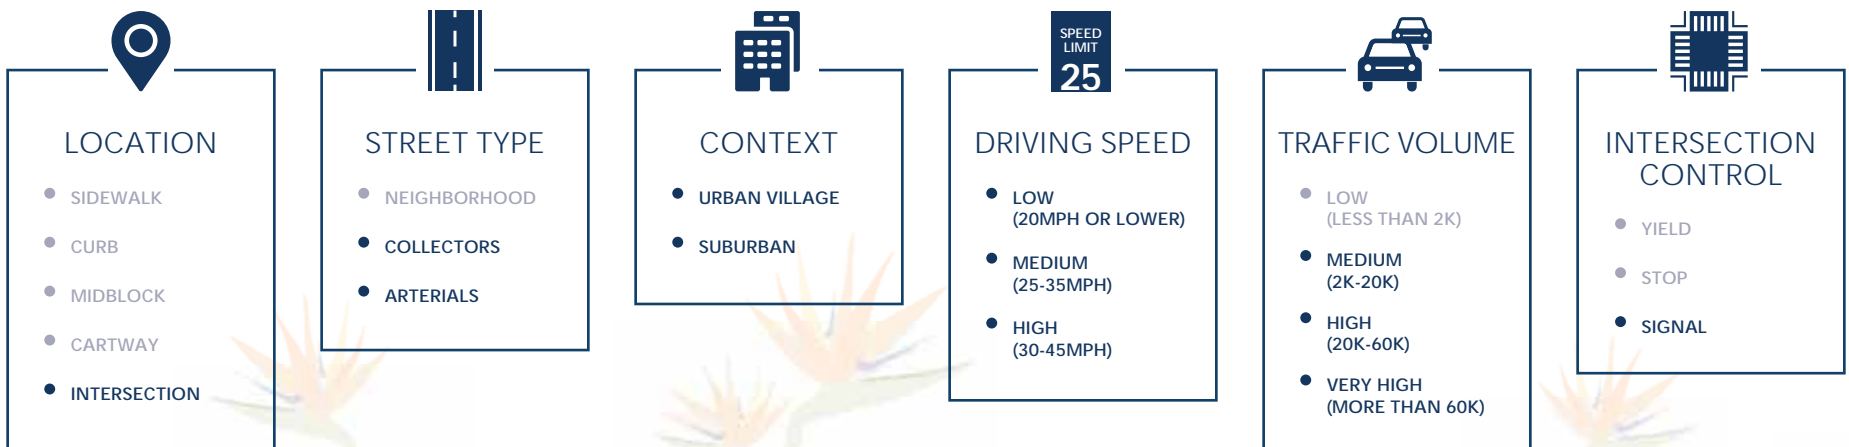 LOCATION
SIDEWALK
CURB
MIDBLOCK
CARTWAY
INTERSECTION
STREET TYPE
NEIGHBORHOOD
COLLECTORS
ARTERIALS
CONTEXT
URBAN VILLAGE
SUBURBAN
SPEED
LIMIT
25
DRIVING SPEED
LOW
(20MPH OR LOWER)
MEDIUM
(25-35MPH)
HIGH
(30-45MPH)
TRAFFIC VOLUME
LOW
(LESS THAN 2K)
MEDIUM
(2K-20K)
HIGH
(20K-60K)
VERY HIGH
(MORE THAN 60K)
INTERSECTION
CONTROL
YIELD
STOP
SIGNAL